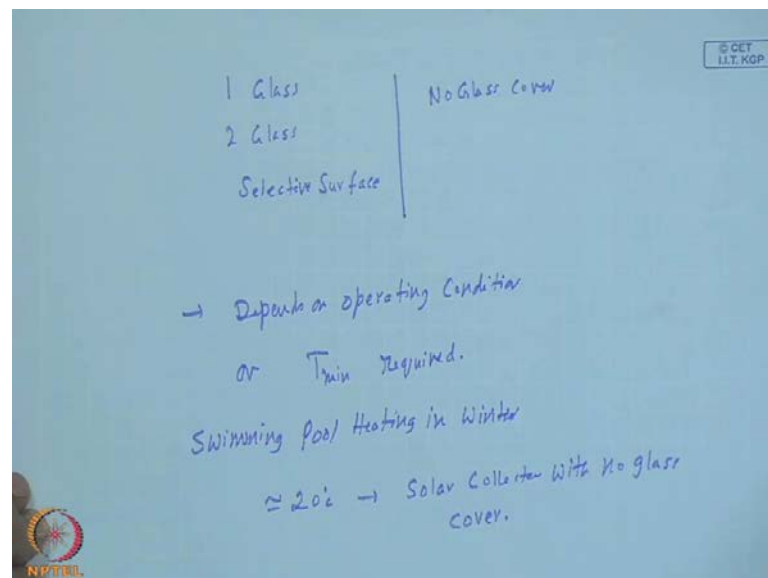 © CET
I.I.T. KGP
1 Glass
No Glass Cover
2 Glass
Selective Surface
→ Depends on operating Condition
or Tmin required.
Swimming Pool Heating in Winter
≃ 20°c → Solar Collector With no glass
cover.
NPTEL